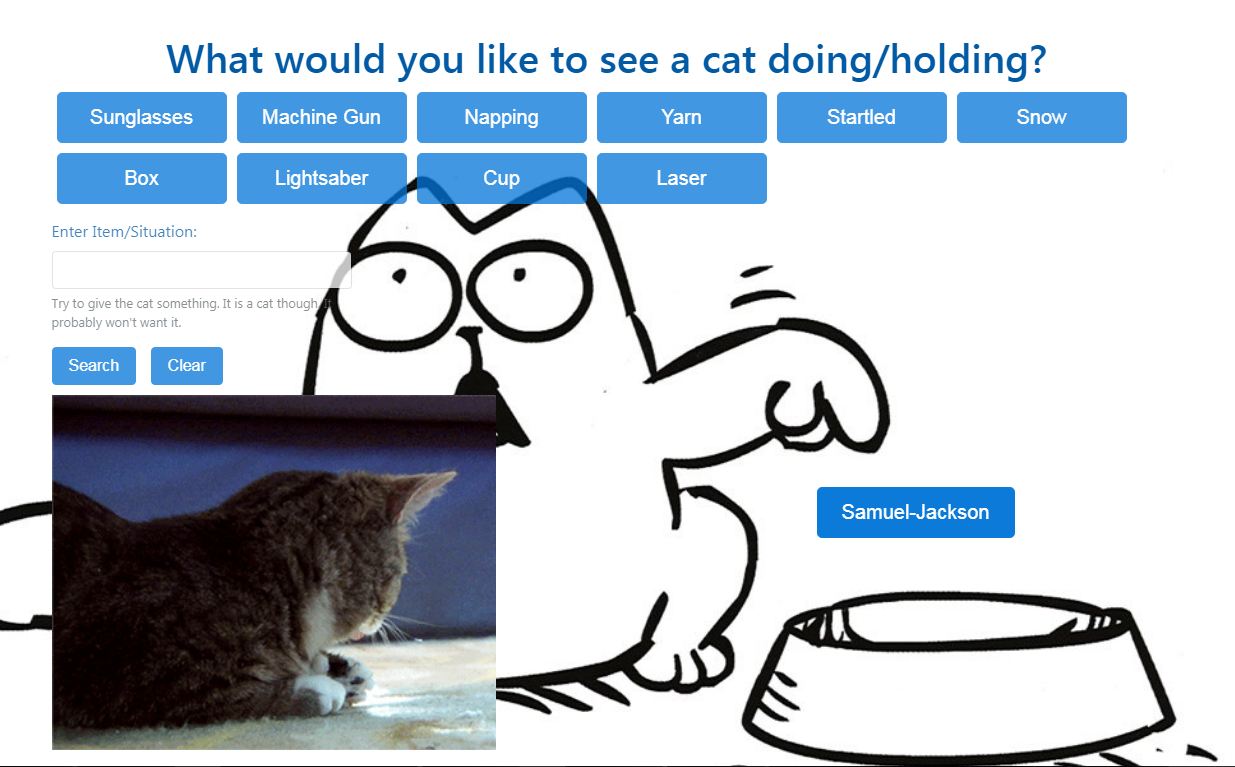 What would you like to see a cat doing/holding?
Sunglasses
Machine Gun
Napping
Yarn
Startled
Snow
Box
Lightsaber
Cup
Laser
Enter Item/Situation:
Try to give the cat something. It is a cat though. It
probably won't want it.
Search
Clear
Samuel-Jackson